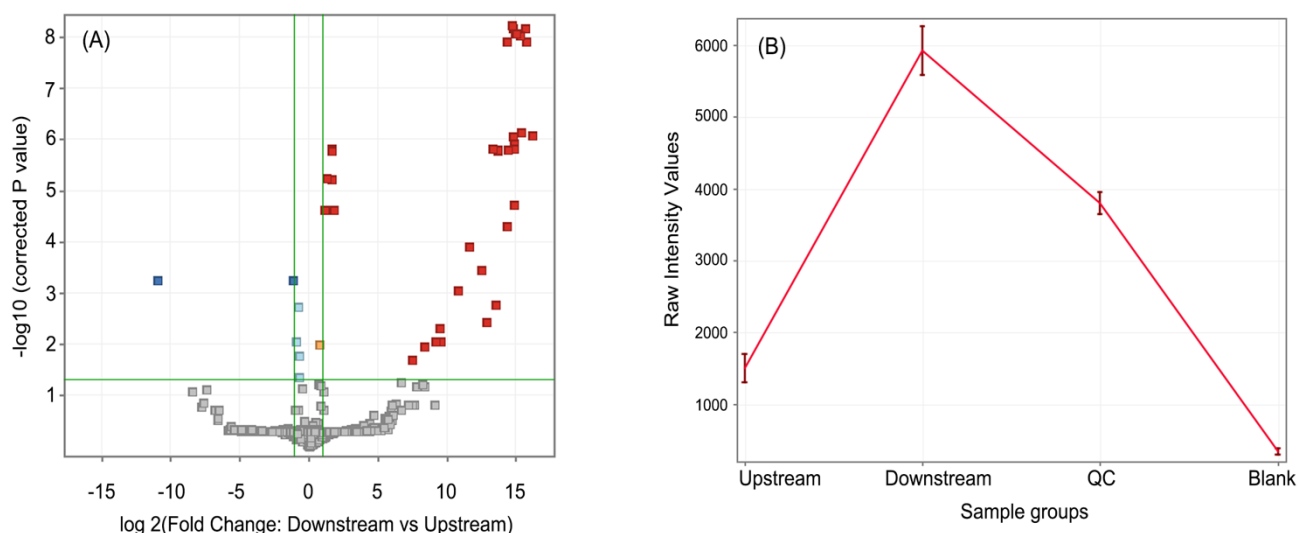 (A)
8
7
6
5
4
3
2
1
-log10 (corrected P value)
-15 -10 -5 0 5 10 15
log 2(Fold Change: Downstream vs Upstream)
(B)
6000
5000
4000
3000
2000
1000
Raw Intensity Values
Upstream Downstream QC Blank
Sample groups